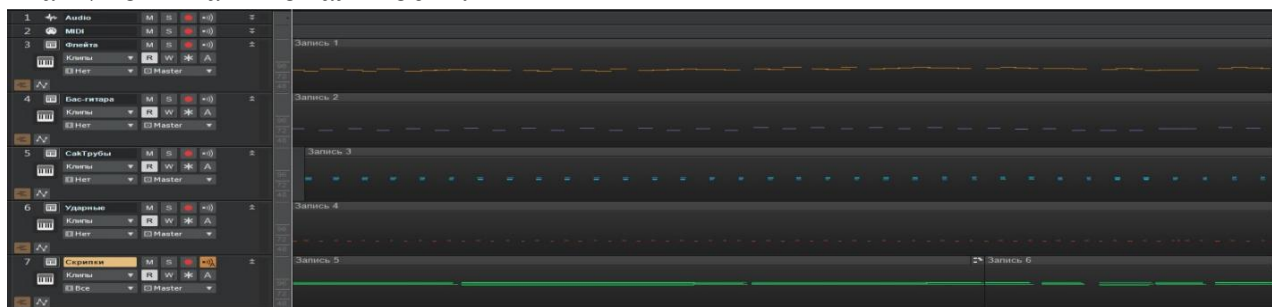 1 Audio M S
2 MIDI M S
3 Флейта M S
Запись 1
Клипы R W * A
Нет Master
4 Бас-гитара M S
Запись 2
Клипы R W * A
Нет Master
5 СакТрубы M S
Запись 3
Клипы R W * A
Нет Master
6 Ударные M S
Запись 4
Клипы R W * A
Нет Master
7 Скрипки M S
Запись 5 Запись 6
Клипы R W * A
Все Master